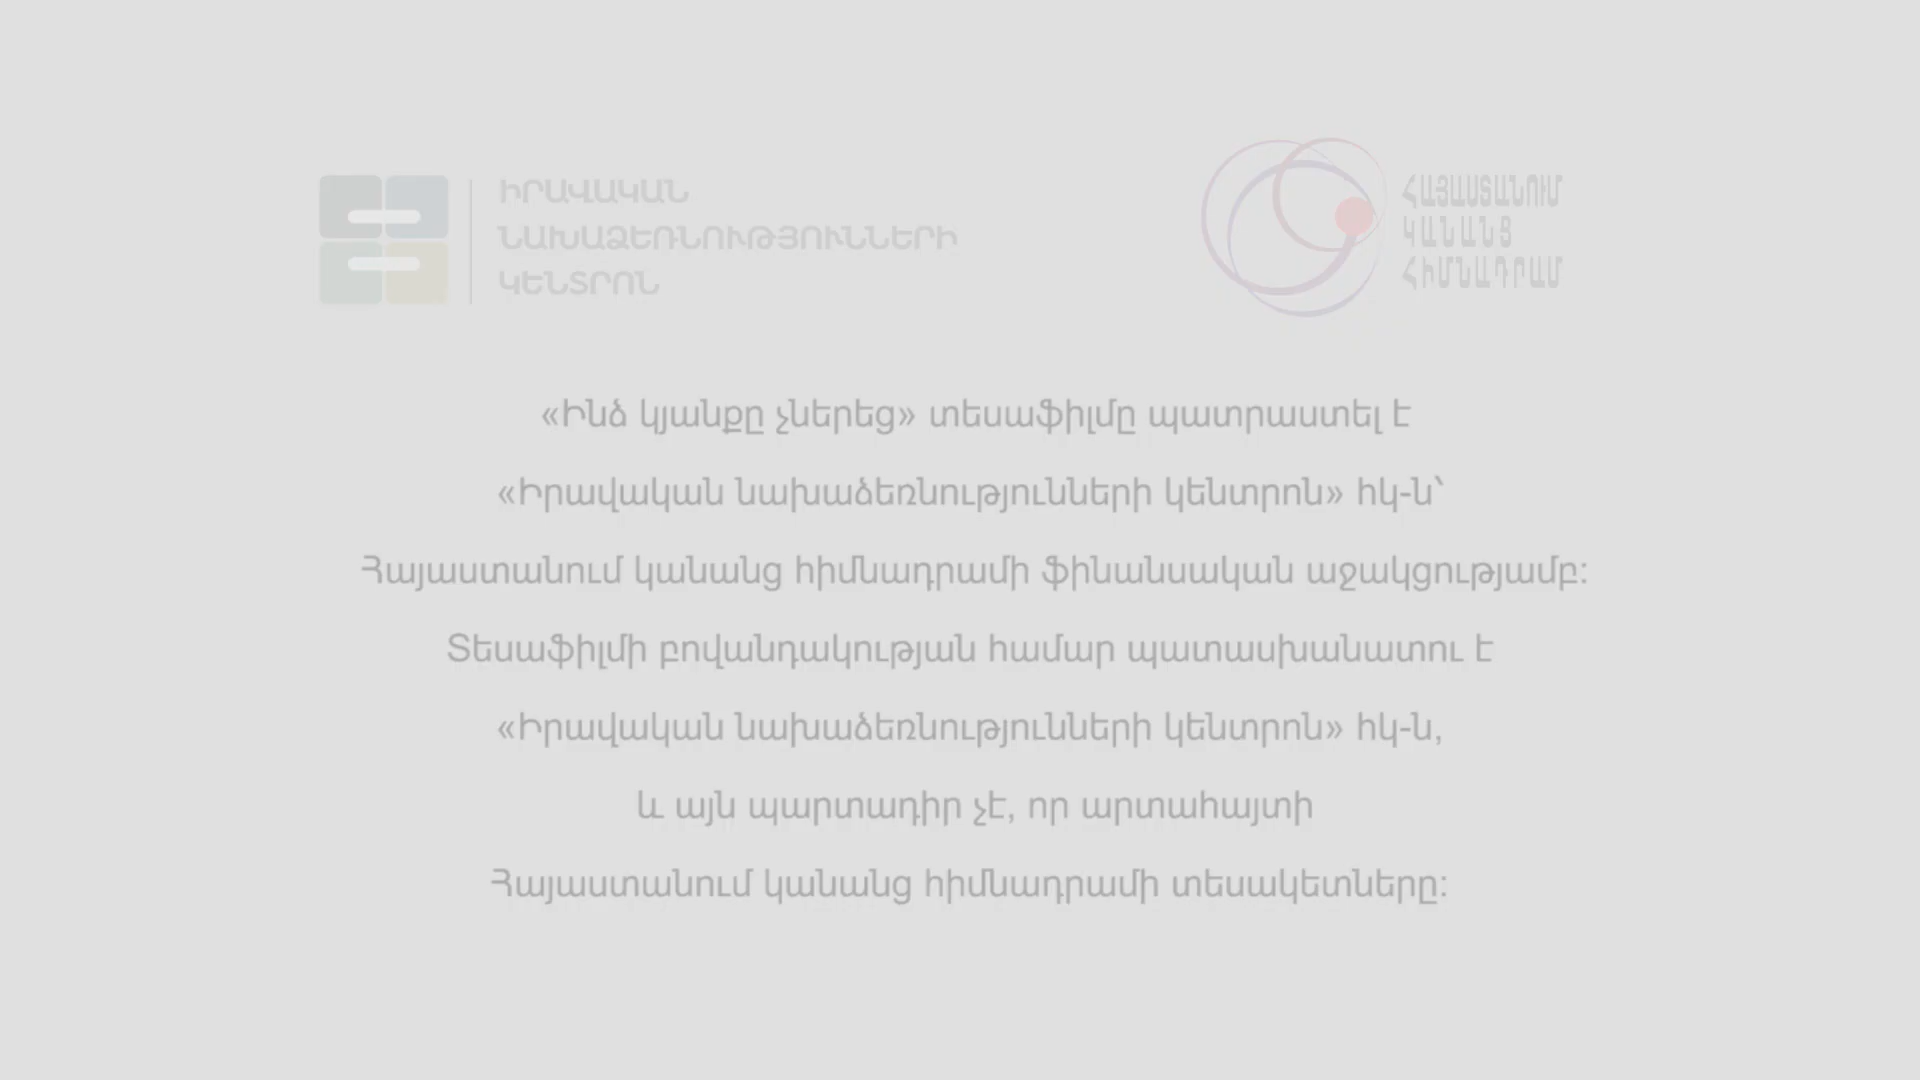 ԻՐԱՎԱԿԱՆ
ՆԱԽԱՁԵՌՆՈՒԹՅՈՒՆՆԵՐԻ
ԿԵՆՏՐՈՆ
ՀԱՅԱՍՏԱՆՈՒՄ
ԿԱՆԱՆՑ
ՀԻՄՆԱԴՐԱՄ
«Ինձ կյանքը չներեց» տեսաֆիլմը պատրաստել է
«Իրավական նախաձեռնությունների կենտրոն» հկ-ն՝
Հայաստանում կանանց հիմնադրամի ֆինանսական աջակցությամբ:
Տեսաֆիլմի բովանդակության համար պատասխանատու է
«Իրավական նախաձեռնությունների կենտրոն» հկ-ն,
և այն պարտադիր չէ, որ արտահայտի
Հայաստանում կանանց հիմնադրամի տեսակետները: